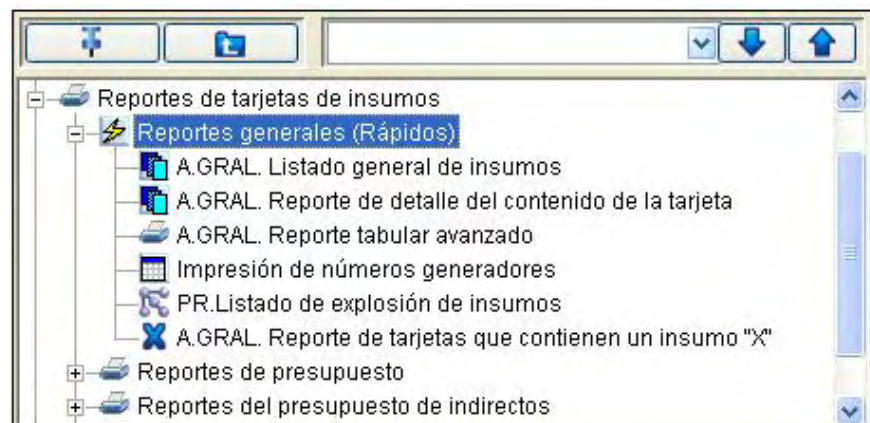 Reportes de tarjetas de insumos
Reportes generales (Rápidos)
A.GRAL. Listado general de insumos
A.GRAL. Reporte de detalle del contenido de la tarjeta
A.GRAL. Reporte tabular avanzado
Impresión de números generadores
PR.Listado de explosión de insumos
A.GRAL. Reporte de tarjetas que contienen un insumo "X"
Reportes de presupuesto
Reportes del presupuesto de indirectos